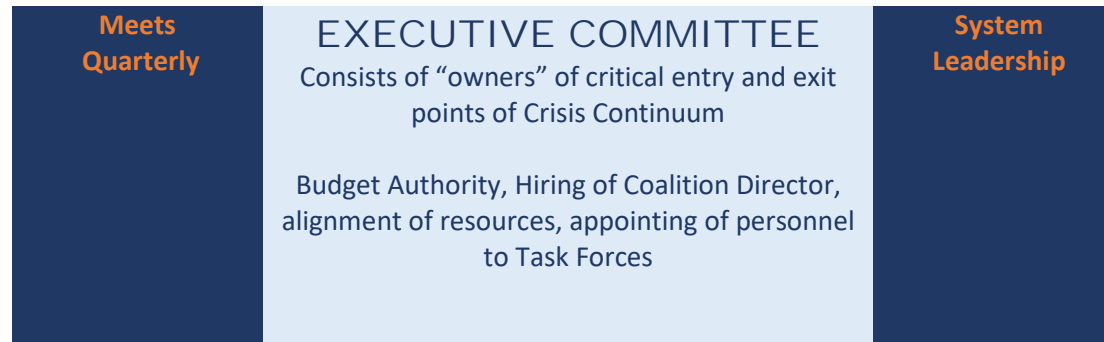 Meets
Quarterly
EXECUTIVE COMMITTEE
Consists of “owners” of critical entry and exit
points of Crisis Continuum
Budget Authority, Hiring of Coalition Director,
alignment of resources, appointing of personnel
to Task Forces
System
Leadership